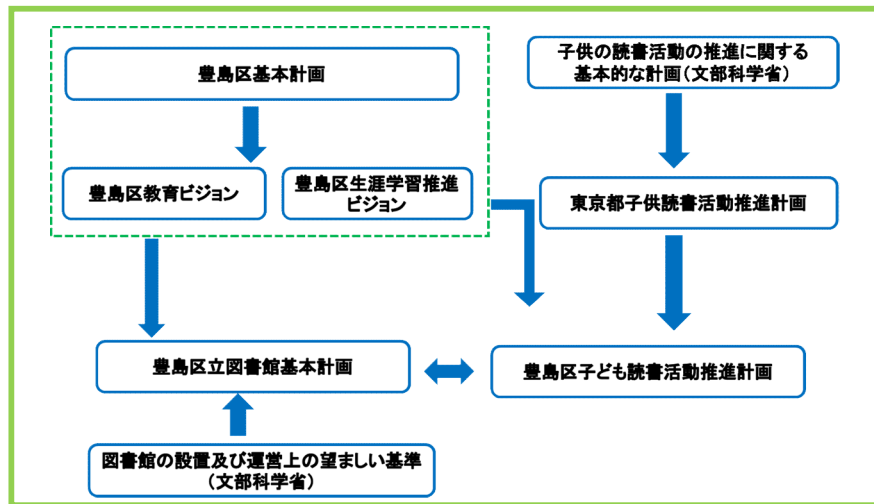 豊島区基本計画
子供の読書活動の推進に関する
基本的な計画（文部科学省）
豊島区教育ビジョン
豊島区生涯学習推進
ビジョン
東京都子供読書活動推進計画
豊島区立図書館基本計画
豊島区子ども読書活動推進計画
図書館の設置及び運営上の望ましい基準
（文部科学省）